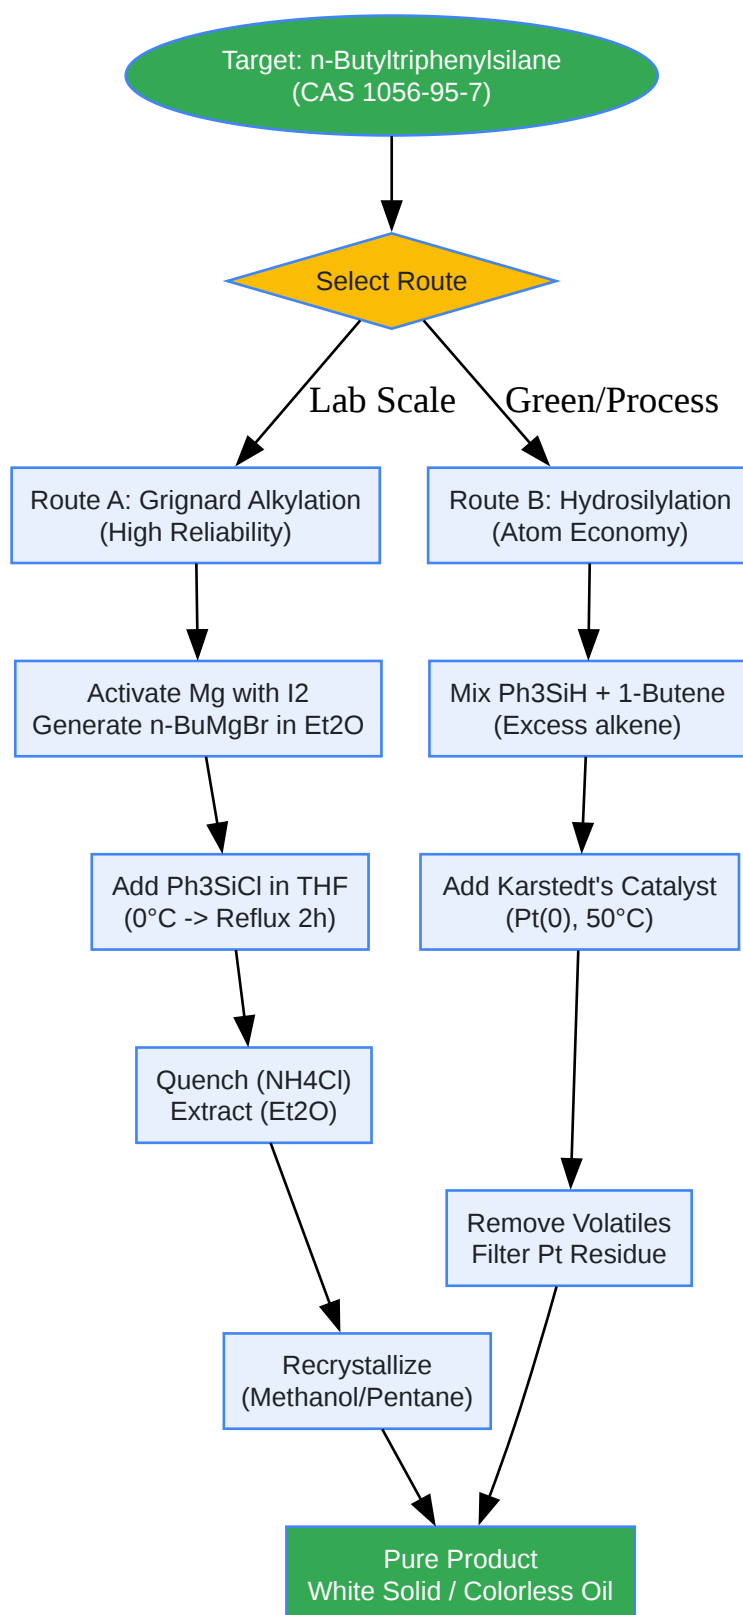 Target: n-Butyltriphenylsilane
(CAS 1056-95-7)
Select Route
Lab Scale
Green/Process
Route A: Grignard Alkylation
(High Reliability)
Route B: Hydrosilylation
(Atom Economy)
Activate Mg with I2
Generate n-BuMgBr in Et2O
Mix Ph3SiH + 1-Butene
(Excess alkene)
Add Ph3SiCl in THF
(0°C -> Reflux 2h)
Add Karstedt's Catalyst
(Pt(0), 50°C)
Quench (NH4Cl)
Extract (Et2O)
Remove Volatiles
Filter Pt Residue
Recrystallize
(Methanol/Pentane)
Pure Product
White Solid / Colorless Oil